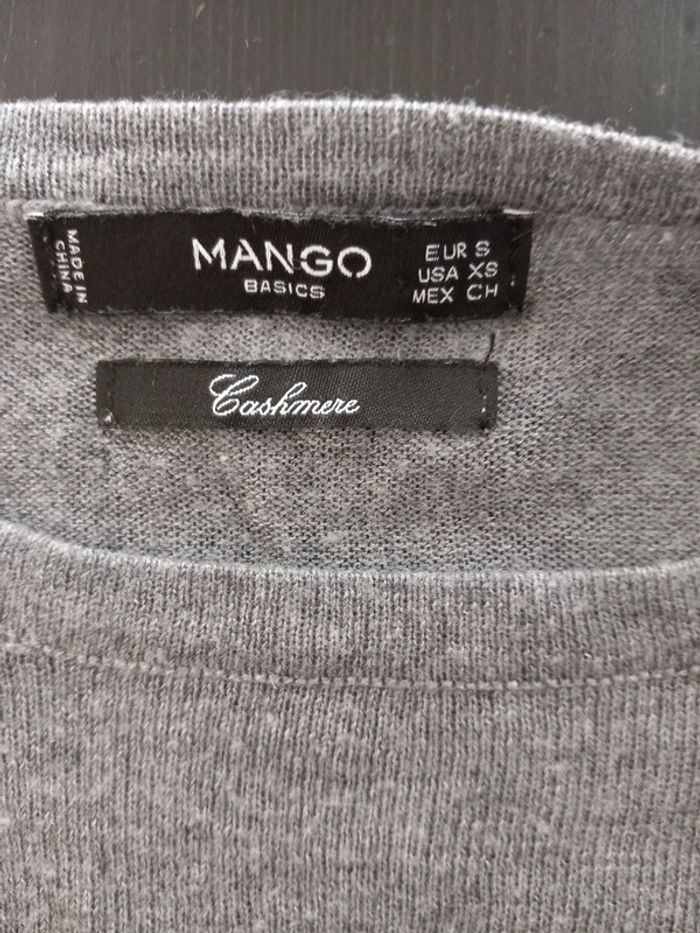 MADE IN
CHINA
MANGO
BASICS
EUR S
USA XS
MEX CH
Cashmere